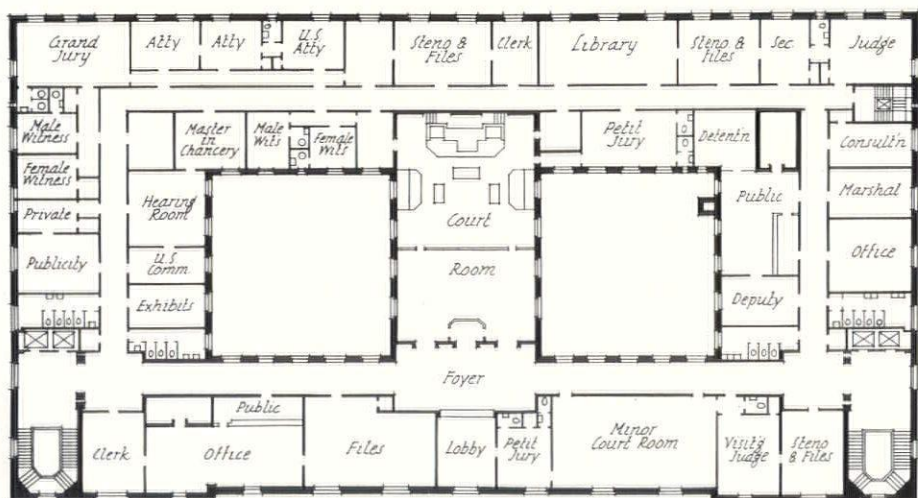 Grand
Jury
Atty
Atty
U.S
Atty
Steno &
Files
Clerk
Library
Steno &
Files
Sec.
Judge
Male
Witness
Master
in
Chancery
Male
Wits
Female
Wits
Petit
Jury
Detent'n
Consult'n
Female
Witness
Private
Hearing
Room
Court
Public
Marshal
Publicity
U.S
Comm.
Room
Office
Exhibits
Deputy
Foyer
Clerk
Public
Office
Files
Lobby
Petit
Jury
Minor
Court Room
Visit'g
Judge
Steno
& Files